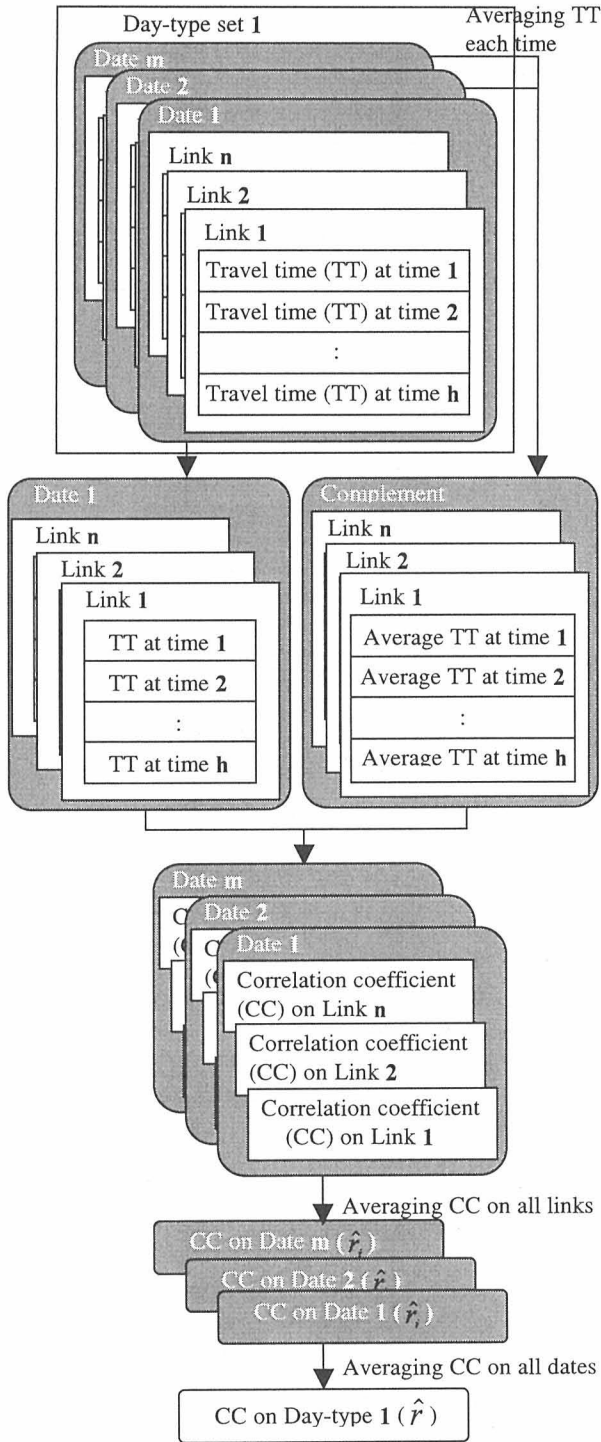 Day-type set 1
Averaging TT
each time
Date m
Date 2
Date 1
Link n
Link 2
Link 1
Travel time (TT) at time 1
Travel time (TT) at time 2
:
Travel time (TT) at time h
Date 1
Link n
Link 2
Link 1
TT at time 1
TT at time 2
:
TT at time h
Complement
Link n
Link 2
Link 1
Average TT at time 1
Average TT at time 2
:
Average TT at time h
Date m
Date 2
Date 1
Correlation coefficient
(CC) on Link n
Correlation coefficient
(CC) on Link 2
Correlation coefficient
(CC) on Link 1
Averaging CC on all links
CC on Date m (r̂ᵢ)
CC on Date 2 (r̂
CC on Date 1 (r̂ᵢ)
Averaging CC on all dates
CC on Day-type 1 (r̂)